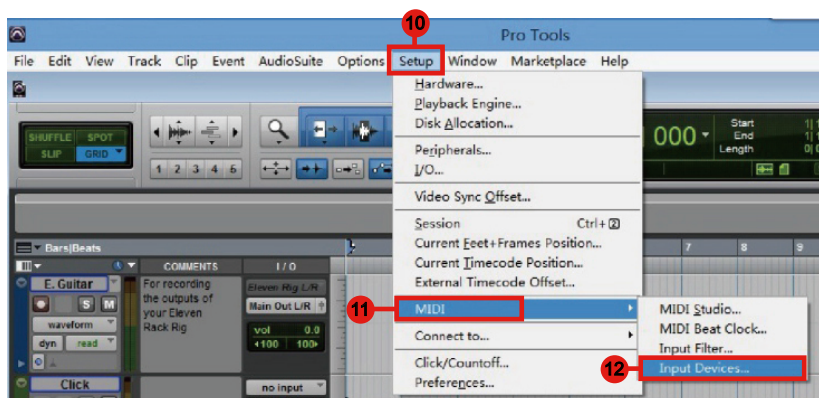 10
Pro Tools
File Edit View Track Clip Event AudioSuite Options Setup Window Marketplace Help
Hardware...
Playback Engine...
Disk Allocation...
Peripherals...
I/O...
Video Sync Offset...
Session Ctrl+2
Current Feet+Frames Position...
Current Timecode Position...
External Timecode Offset...
11 MIDI
Connect to...
Click/Countoff...
Preferences...
MIDI Studio...
MIDI Beat Clock...
Input Filter...
12 Input Devices...
SHUFFLE SPOT
SLIP GRID
1 2 3 4 5
000
Start
End
Length
Bars|Beats
7 8 9
COMMENTS I / O
E. Guitar
S M
waveform
dyn read
For recording
the outputs of
your Eleven
Rack Rig
Eleven Rig L/R
Main Out L/R
vol 0.0
100 100
Click
no input